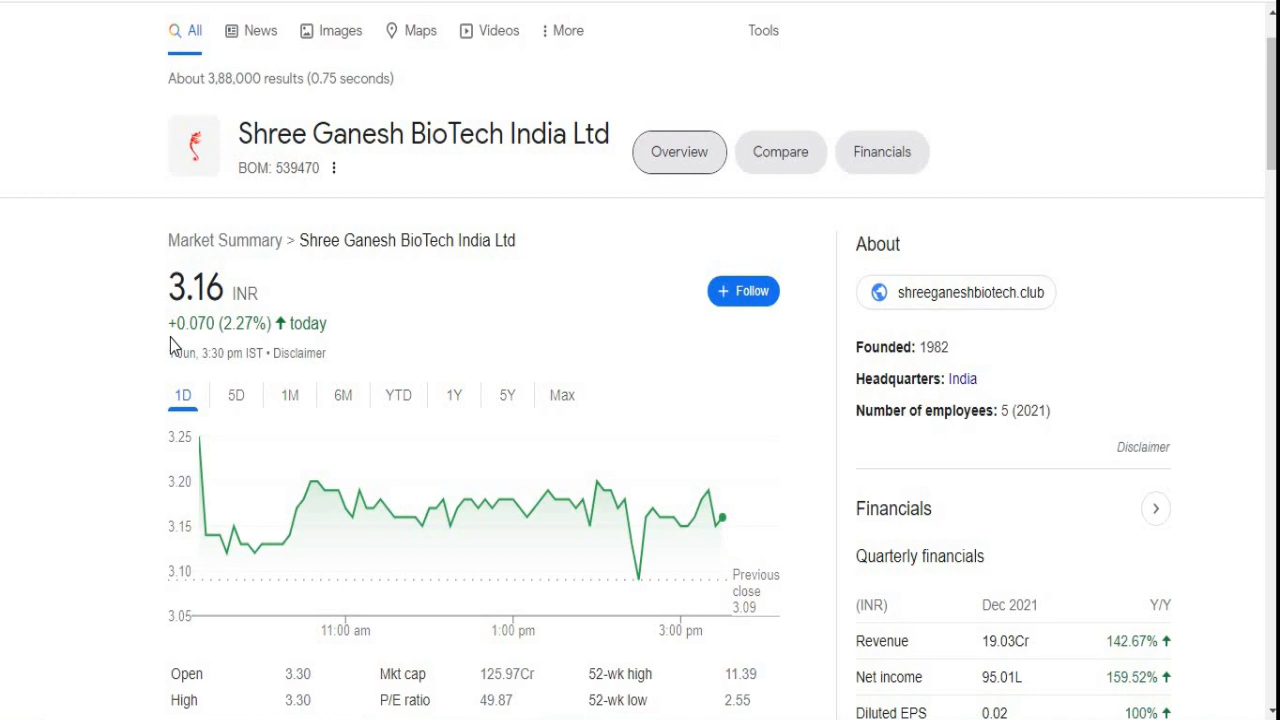 All News Images Maps Videos More Tools
About 3,88,000 results (0.75 seconds)
Shree Ganesh BioTech India Ltd
BOM: 539470
Overview Compare Financials
Market Summary > Shree Ganesh BioTech India Ltd
3.16 INR
+ Follow
+0.070 (2.27%) today
3:30 pm IST • Disclaimer
1D 5D 1M 6M YTD 1Y 5Y Max
3.25
3.20
3.15
3.10
3.05
Previous
close
3.09
11:00 am 1:00 pm 3:00 pm
Open 3.30 Mkt cap 125.97Cr 52-wk high 11.39
High 3.30 P/E ratio 49.87 52-wk low 2.55
About
shreeganeshbiotech.club
Founded: 1982
Headquarters: India
Number of employees: 5 (2021)
Disclaimer
Financials
Quarterly financials
(INR) Dec 2021 Y/Y
Revenue 19.03Cr 142.67%
Net income 95.01L 159.52%
Diluted EPS 0.02 100%